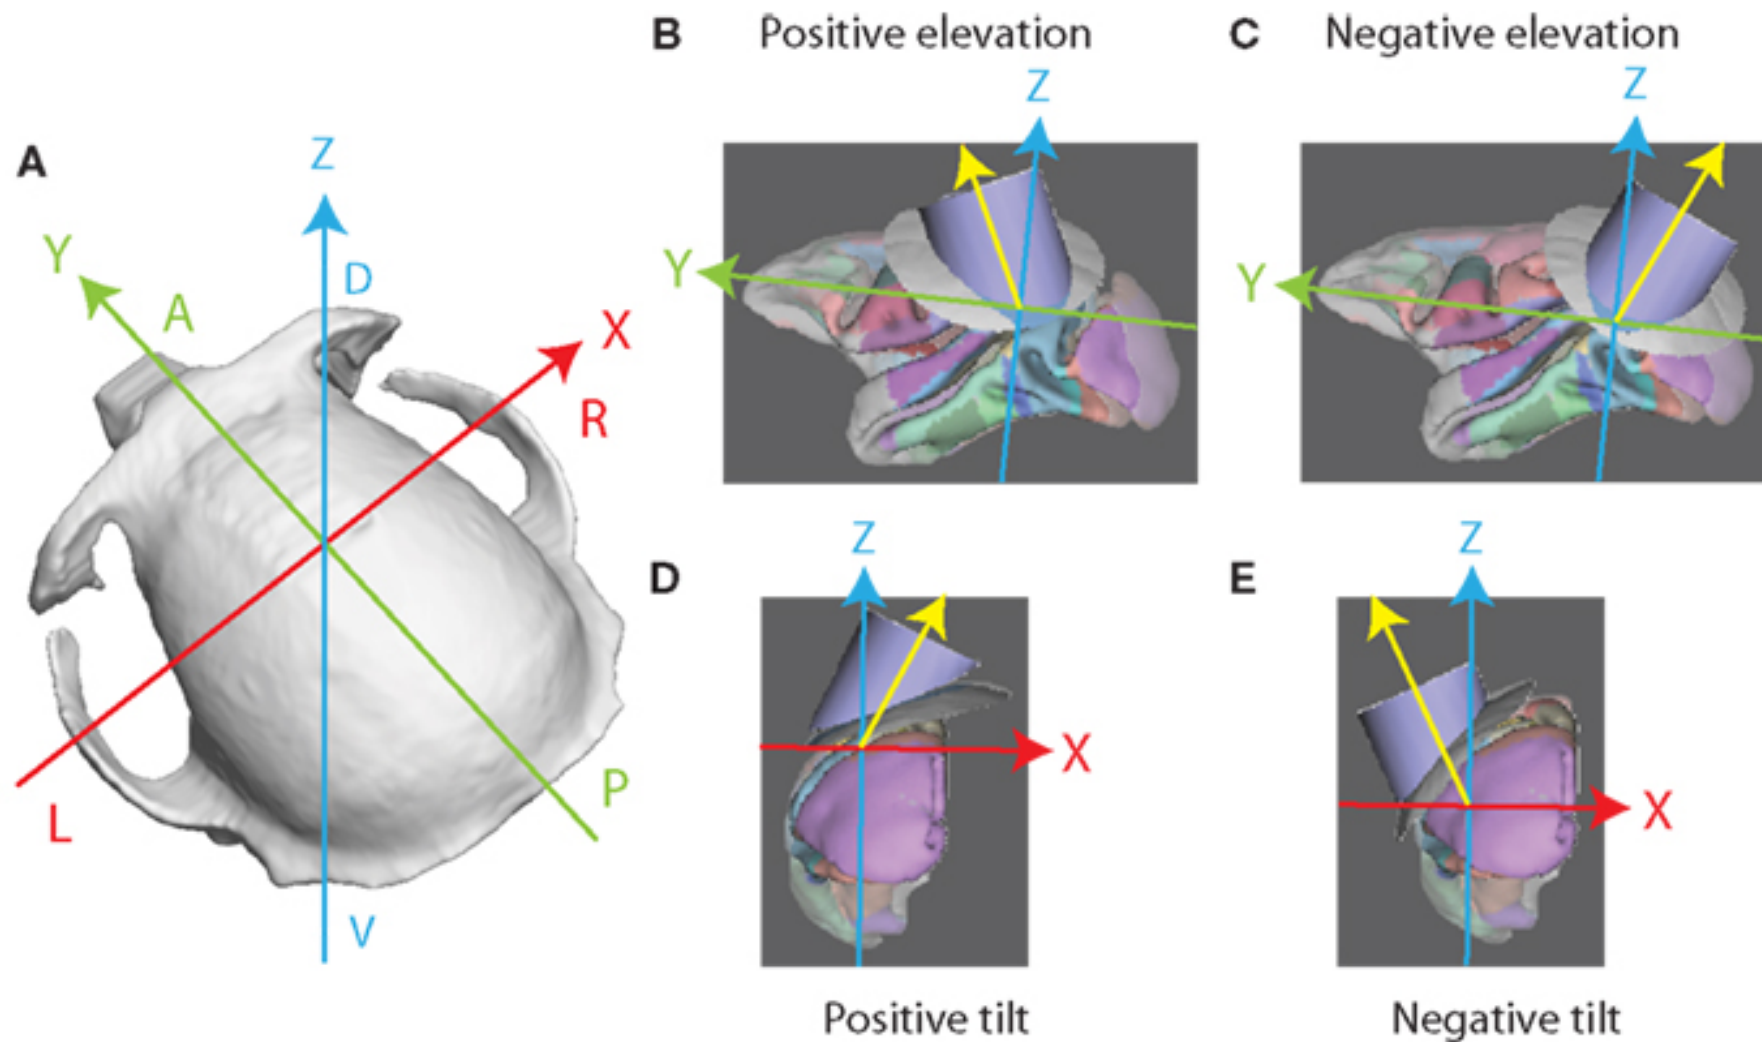 A
Z
Y
D
A
X
R
P
L
V
B Positive elevation
Z
Y
C Negative elevation
Z
Y
D
Z
X
Positive tilt
E
Z
X
Negative tilt